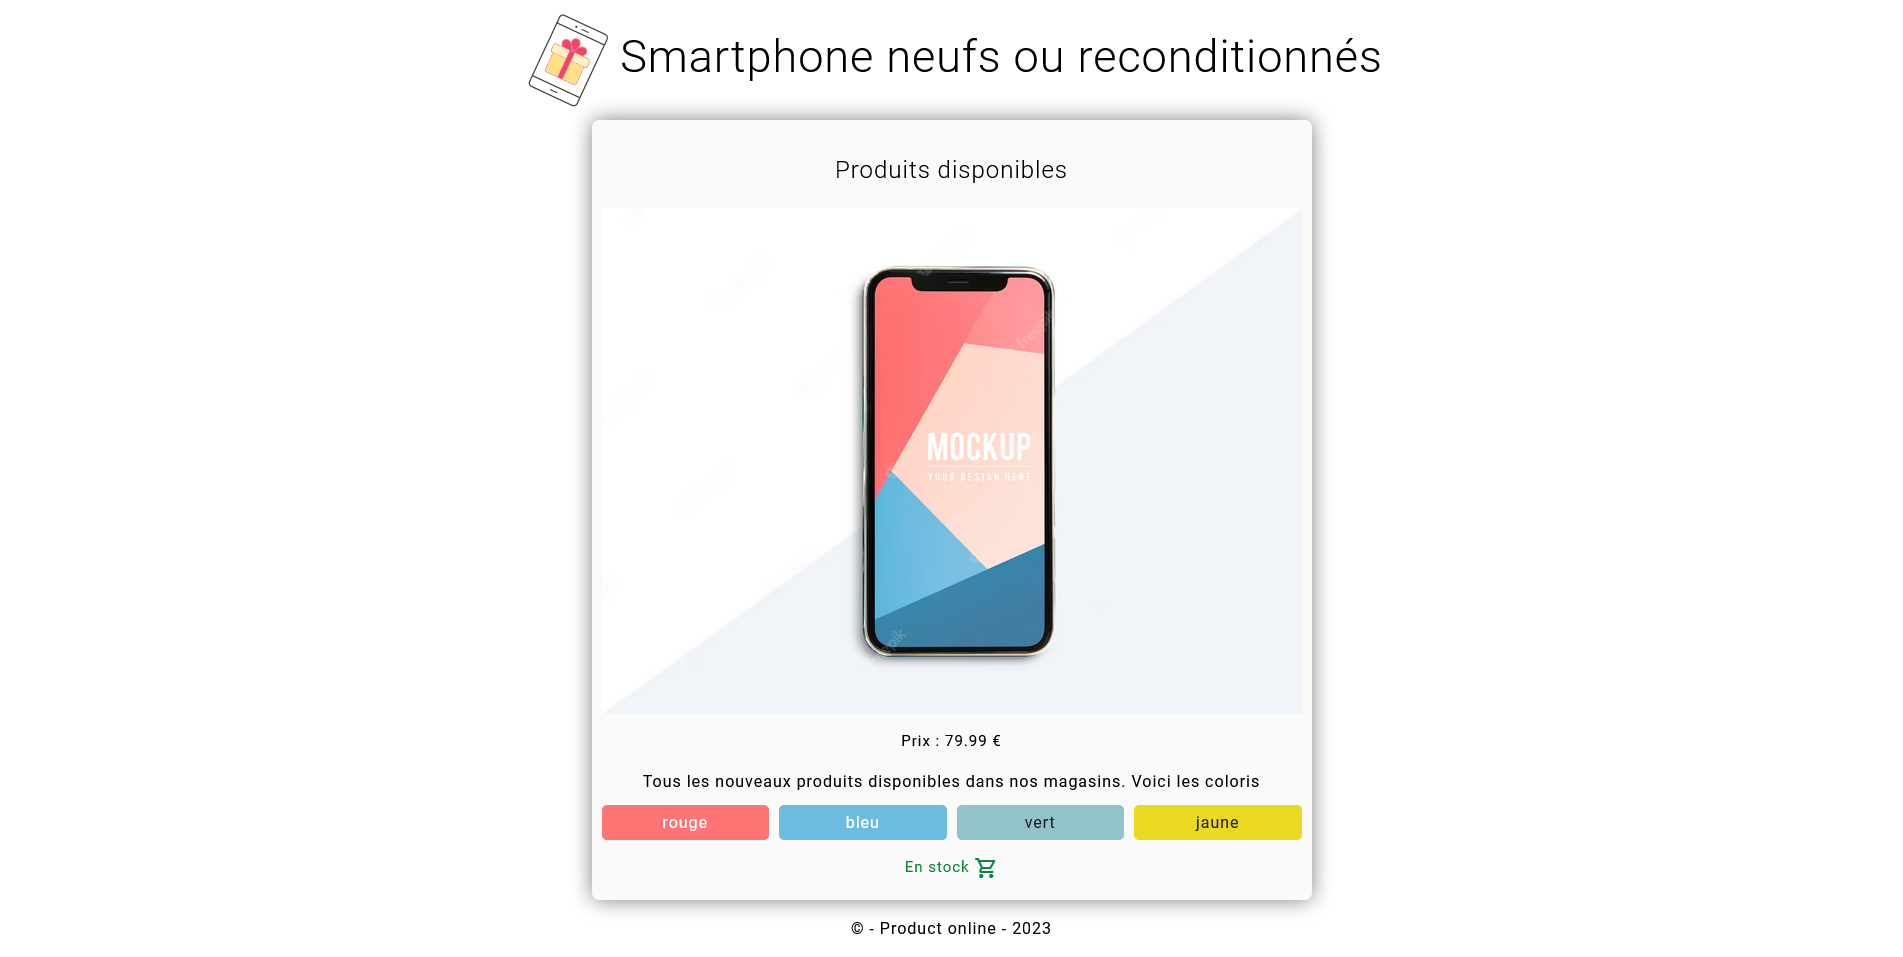 Smartphone neufs ou reconditionnés
Produits disponibles
MOCKUP
YOUR DESIGN HERE
Prix : 79.99 €
Tous les nouveaux produits disponibles dans nos magasins. Voici les coloris
rouge
bleu
vert
jaune
En stock
© - Product online - 2023